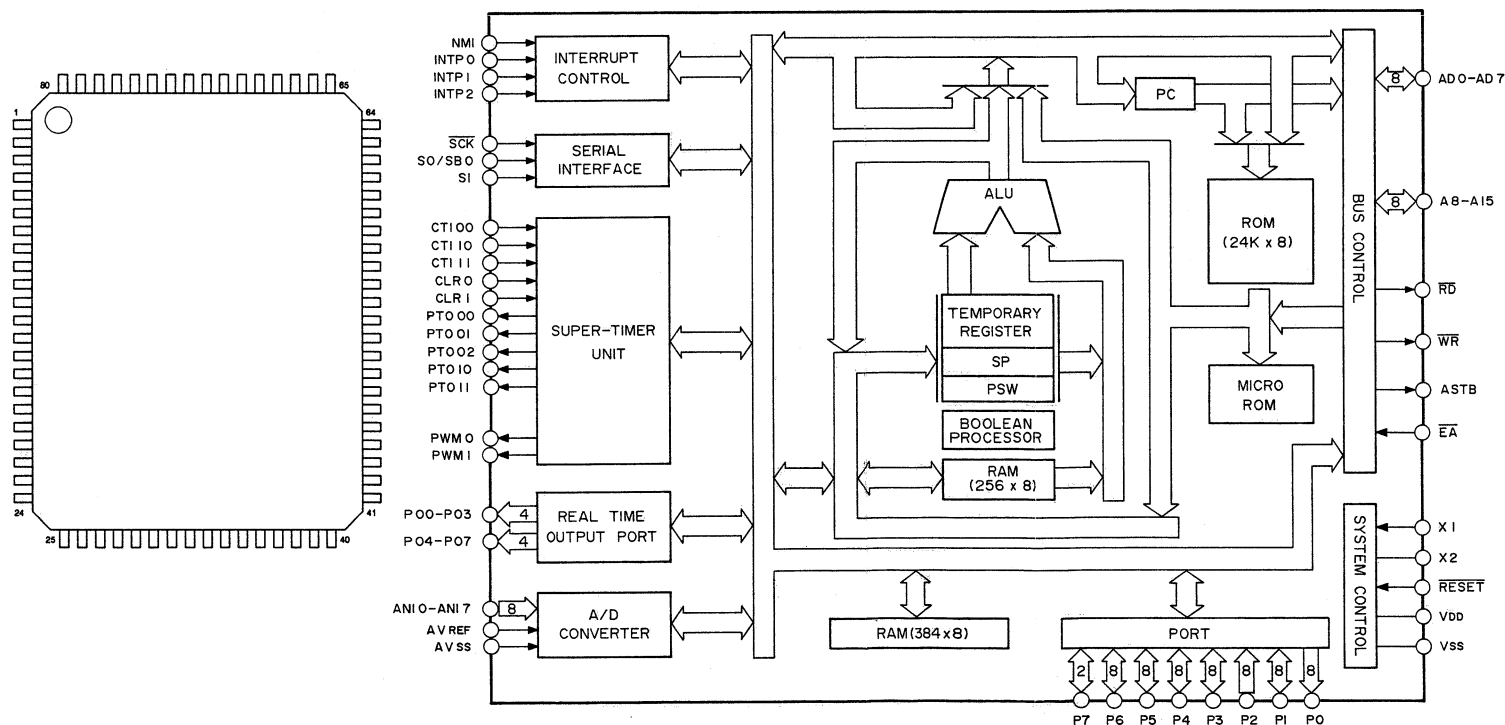 80
65
1
64
24
41
25
40
NMI
INTP0
INTP1
INTP2
INTERRUPT
CONTROL
SCK
SO/SB0
SI
SERIAL
INTERFACE
CTI00
CTI10
CTI11
CLR0
CLR1
PTO00
PTO01
PTO02
PTO10
PTO11
PWM0
PWM1
SUPER-TIMER
UNIT
P00-P03
4
P04-P07
4
REAL TIME
OUTPUT PORT
ANI0-ANI7
8
AVREF
AVSS
A/D
CONVERTER
PC
ALU
ROM
(24K x 8)
TEMPORARY
REGISTER
SP
PSW
BOOLEAN
PROCESSOR
RAM
(256 x 8)
MICRO
ROM
RAM(384x8)
PORT
2
8
8
8
8
8
8
8
P7
P6
P5
P4
P3
P2
P1
P0
BUS CONTROL
8
AD0-AD7
8
A8-A15
RD
WR
ASTB
EA
SYSTEM CONTROL
X1
X2
RESET
VDD
VSS